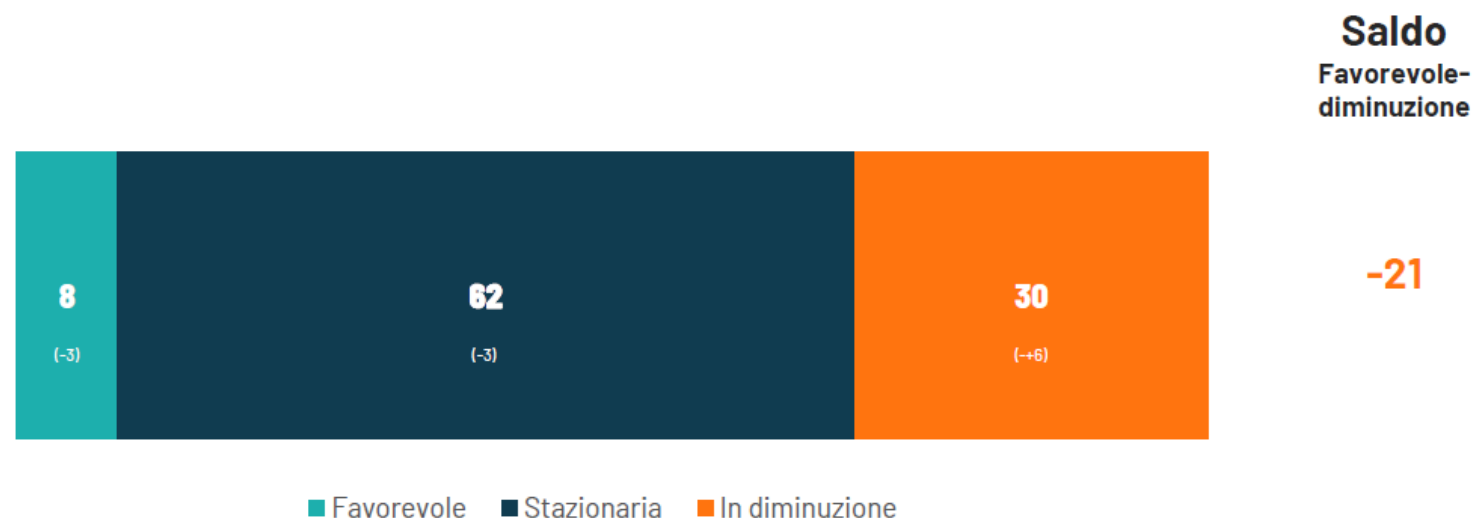 Saldo
Favorevole-
diminuzione
8
62
30
-21
(-3)
(-3)
(-+6)
Favorevole
Stazionaria
In diminuzione